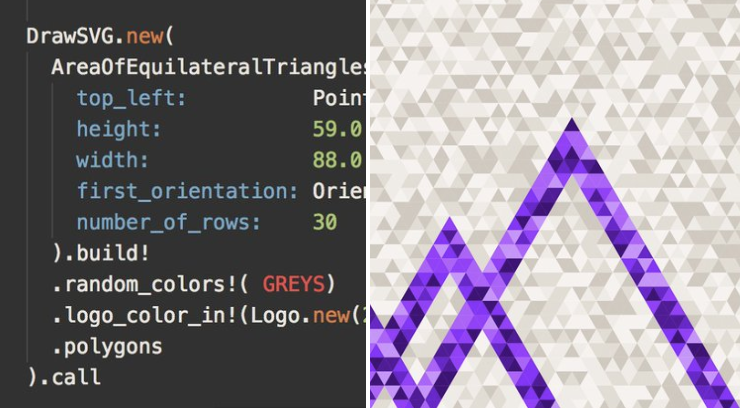 DrawSVG.new(
AreaOfEquilateralTriangles
top_left: Point
height: 59.0
width: 88.0
first_orientation: Orien
number_of_rows: 30
).build!
.random_colors!( GREYS)
.logo_color_in!(Logo.new(
.polygons
).call